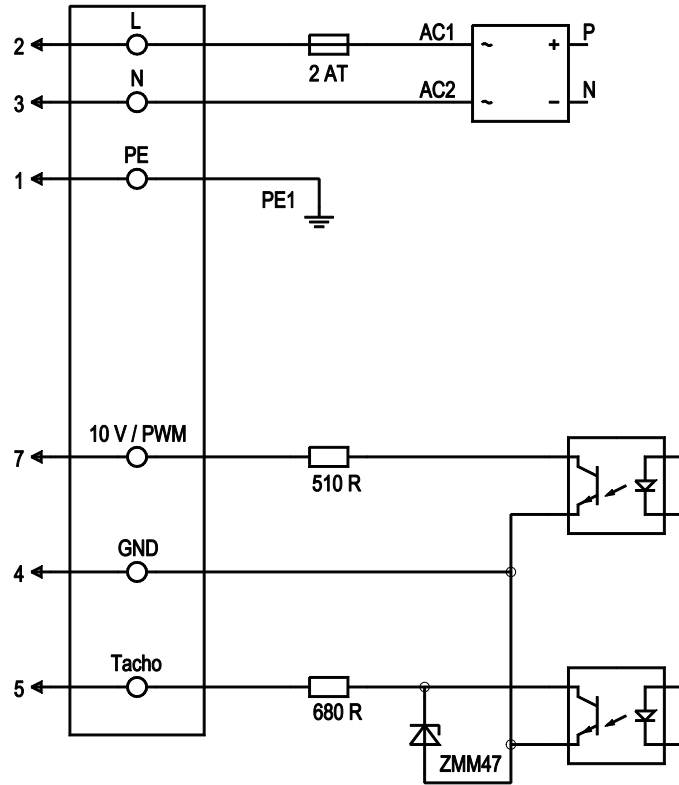 L
2
AC1
~
+
P
2 AT
N
3
AC2
~
−
N
PE
1
PE1
10 V / PWM
7
510 R
GND
4
Tacho
5
680 R
ZMM47